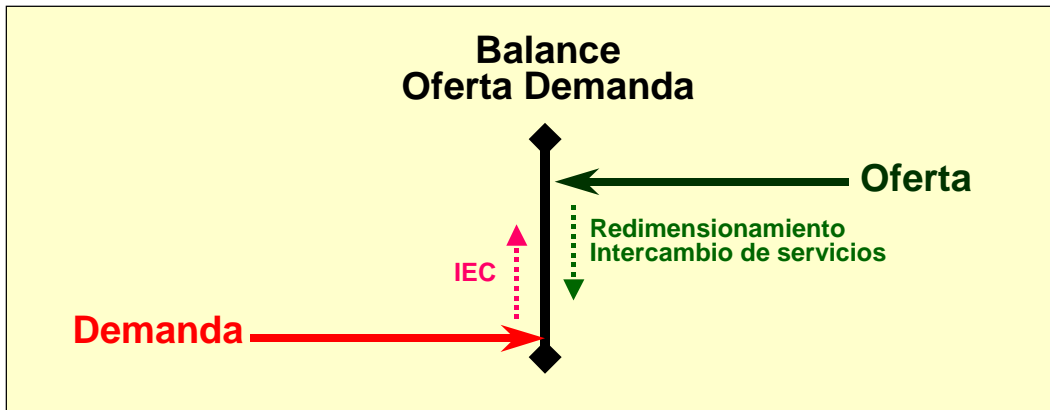 Balance
Oferta Demanda
Oferta
Redimensionamiento
Intercambio de servicios
IEC
Demanda